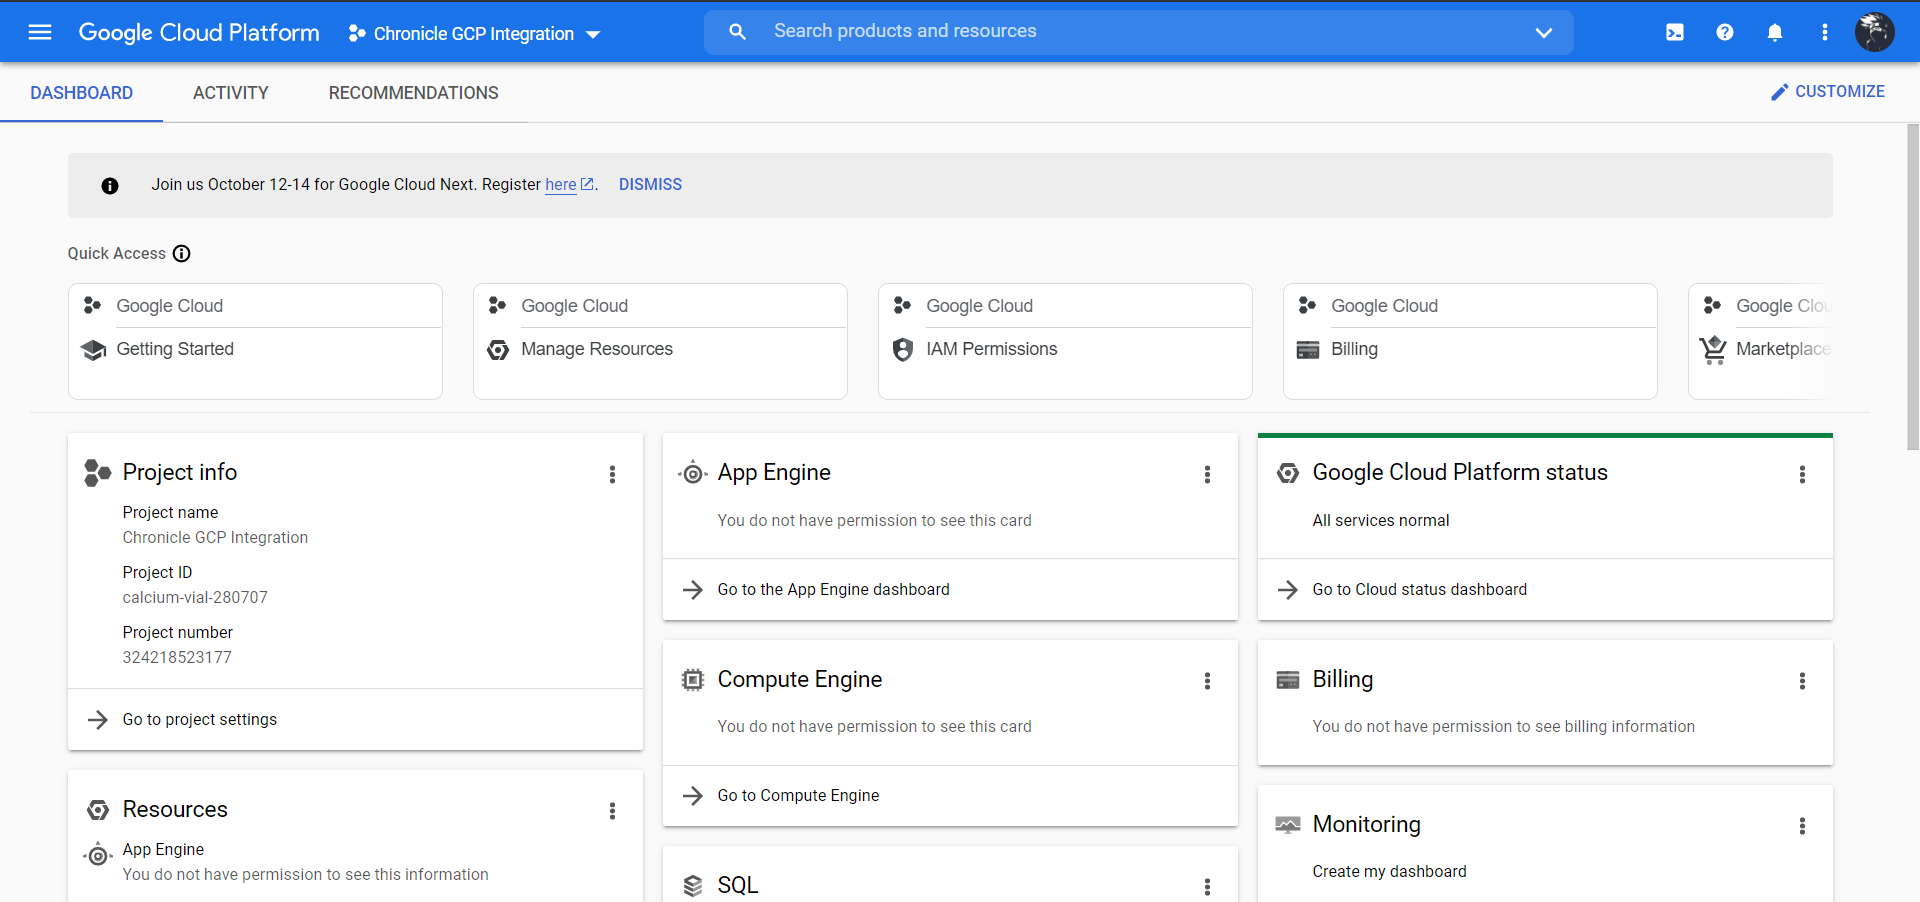 Google Cloud Platform
Chronicle GCP Integration
Search products and resources
DASHBOARD
ACTIVITY
RECOMMENDATIONS
CUSTOMIZE
Join us October 12-14 for Google Cloud Next. Register here. DISMISS
Quick Access
Google Cloud
Getting Started
Google Cloud
Manage Resources
Google Cloud
IAM Permissions
Google Cloud
Billing
Google Clou
Marketplace
Project info
Project name
Chronicle GCP Integration
Project ID
calcium-vial-280707
Project number
324218523177
Go to project settings
Resources
App Engine
You do not have permission to see this information
App Engine
You do not have permission to see this card
Go to the App Engine dashboard
Compute Engine
You do not have permission to see this card
Go to Compute Engine
SQL
Google Cloud Platform status
All services normal
Go to Cloud status dashboard
Billing
You do not have permission to see billing information
Monitoring
Create my dashboard